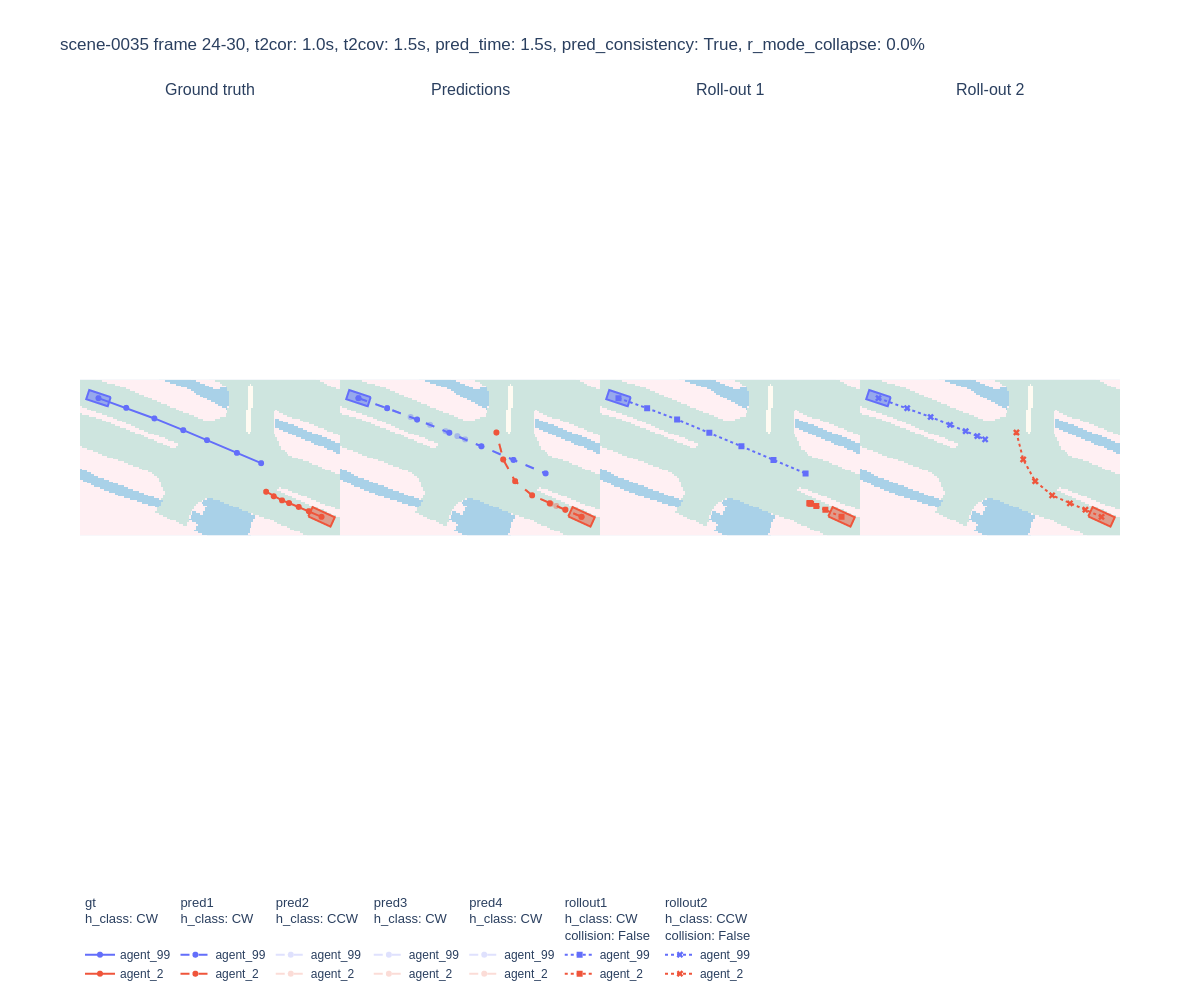 scene-0035 frame 24-30, t2cor: 1.0s, t2cov: 1.5s, pred_time: 1.5s, pred_consistency: True, r_mode_collapse: 0.0%
Ground truth
Predictions
Roll-out 1
Roll-out 2
gt
h_class: CW
agent_99
agent_2
pred1
h_class: CW
agent_99
agent_2
pred2
h_class: CCW
agent_99
agent_2
pred3
h_class: CW
agent_99
agent_2
pred4
h_class: CW
agent_99
agent_2
rollout1
h_class: CW
collision: False
agent_99
agent_2
rollout2
h_class: CCW
collision: False
agent_99
agent_2